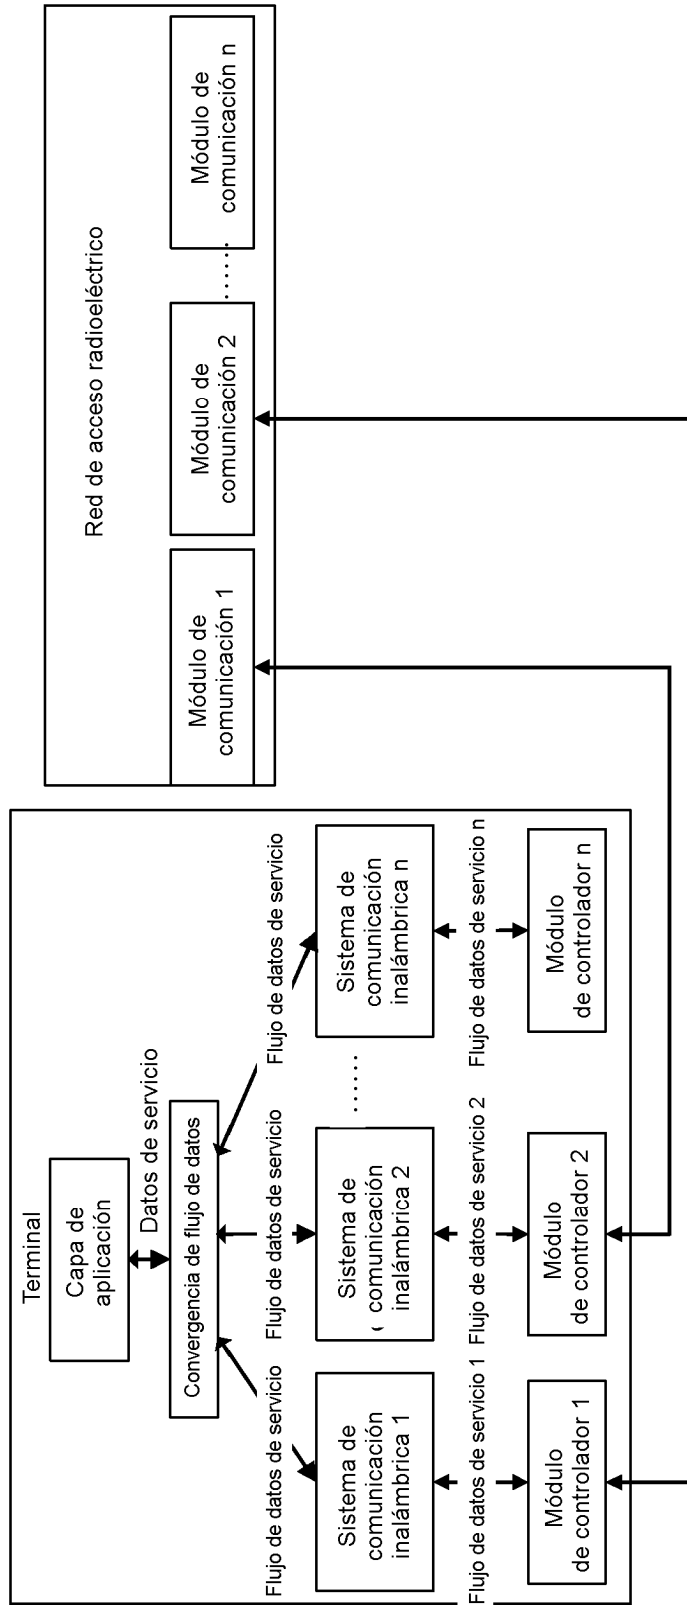 Terminal
Capa de
aplicación
Datos de servicio
Convergencia de flujo de datos
Flujo de datos de servicio
Flujo de datos de servicio
Flujo de datos de servicio
Sistema de
comunicación
inalámbrica 1
Sistema de
comunicación
inalámbrica 2
......
Sistema de
comunicación
inalámbrica n
Flujo de datos de servicio 1
Flujo de datos de servicio 2
Flujo de datos de servicio n
Módulo
de controlador 1
Módulo
de controlador 2
Módulo
de controlador n
Red de acceso radioeléctrico
Módulo de
comunicación 1
Módulo de
comunicación 2
......
Módulo de
comunicación n